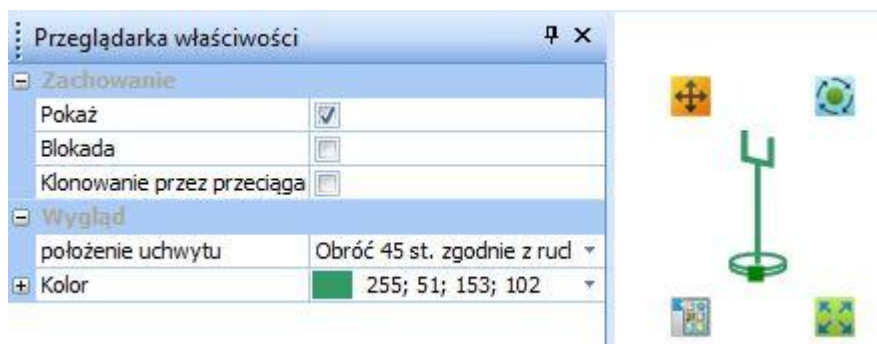 Przeglądarka właściwości
Zachowanie
Pokaż
Blokada
Klonowanie przez przeciąga
Wygląd
położenie uchwytu Obróć 45 st. zgodnie z rucl
Kolor 255; 51; 153; 102